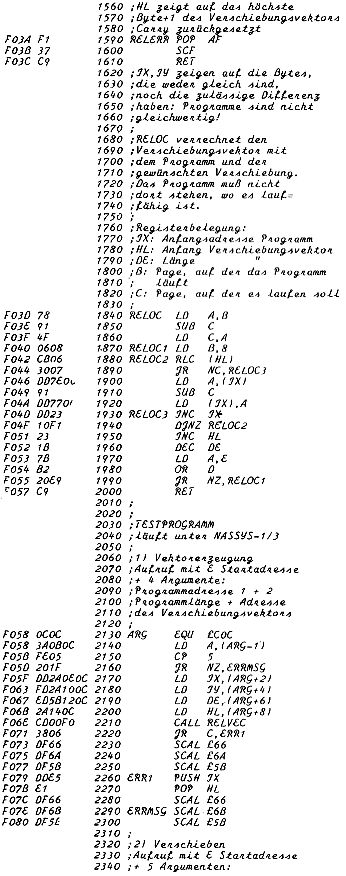 1560 ;HL zeigt auf das höchste
1570 ;Byte+1 des Verschiebungsvektors
1580 ;Carry zurückgesetzt
F03A F1 1590 RELERR POP AF
F03B 37 1600 SCF
F03C C9 1610 RET
1620 ;IX,IY zeigen auf die Bytes,
1630 ;die weder gleich sind,
1640 ;noch die zulässige Differenz
1650 ;haben: Programme sind nicht
1660 ;gleichwertig!
1670 ;
1680 ;RELOC verrechnet den
1690 ;Verschiebungsvektor mit
1700 ;dem Programm und der
1710 ;gewünschten Verschiebung.
1720 ;Das Programm muß nicht
1730 ;dort stehen, wo es lauf=
1740 ;fähig ist.
1750 ;
1760 ;Registerbelegung:
1770 ;IX: Anfangsadresse Programm
1780 ;HL: Anfang Verschiebungsvektor
1790 ;DE: Länge "
1800 ;B: Page, auf der das Programm
1810 ; läuft
1820 ;C: Page, auf der es laufen soll
1830 ;
F03D 78 1840 RELOC LD A,B
F03E 91 1850 SUB C
F03F 4F 1860 LD C,A
F040 0608 1870 RELOC1 LD B,8
F042 CB06 1880 RELOC2 RLC (HL)
F044 3007 1890 JR NC,RELOC3
F046 DD7E00 1900 LD A,(IX)
F049 91 1910 SUB C
F04A DD770 1920 LD (IX),A
F04D DD23 1930 RELOC3 INC IX
F04F 10F1 1940 DJNZ RELOC2
F051 23 1950 INC HL
F052 1B 1960 DEC DE
F053 7B 1970 LD A,E
F054 B2 1980 OR D
F055 20E9 1990 JR NZ,RELOC1
F057 C9 2000 RET
2010 ;
2020 ;
2030 ;TESTPROGRAMM
2040 ;läuft unter NASSYS-1/3
2050 ;
2060 ;1) Vektorerzeugung
2070 ;Aufruf mit E Startadresse
2080 ;+ 4 Argumente:
2090 ;Programmadresse 1 + 2
2100 ;Programmlänge + Adresse
2110 ;des Verschiebungsvektors
2120 ;
F058 0C0C 2130 ARG EQU £C0C
F058 3A0B0C 2140 LD A,(ARG-1)
F05B FE05 2150 CP 5
F05D 201F 2160 JR NZ,ERRMSG
F05F DD2A0E0C 2170 LD IX,(ARG+2)
F063 FD2A100C 2180 LD IY,(ARG+4)
F067 ED5B120C 2190 LD DE,(ARG+6)
F06B 2A140C 2200 LD HL,(ARG+8)
F06E CD00F0 2210 CALL RELVEC
F071 3806 2220 JR C,ERR1
F073 DF66 2230 SCAL £66
F075 DF6A 2240 SCAL £6A
F077 DF5B 2250 SCAL £5B
F079 DDE5 2260 ERR1 PUSH IX
F07B E1 2270 POP HL
F07C DF66 2280 SCAL £66
F07E DF6B 2290 ERRMSG SCAL £6B
F080 DF5B 2300 SCAL £5B
2310 ;
2320 ;2) Verschieben
2330 ;Aufruf mit E Startadresse
2340 ;+ 5 Argumenten: